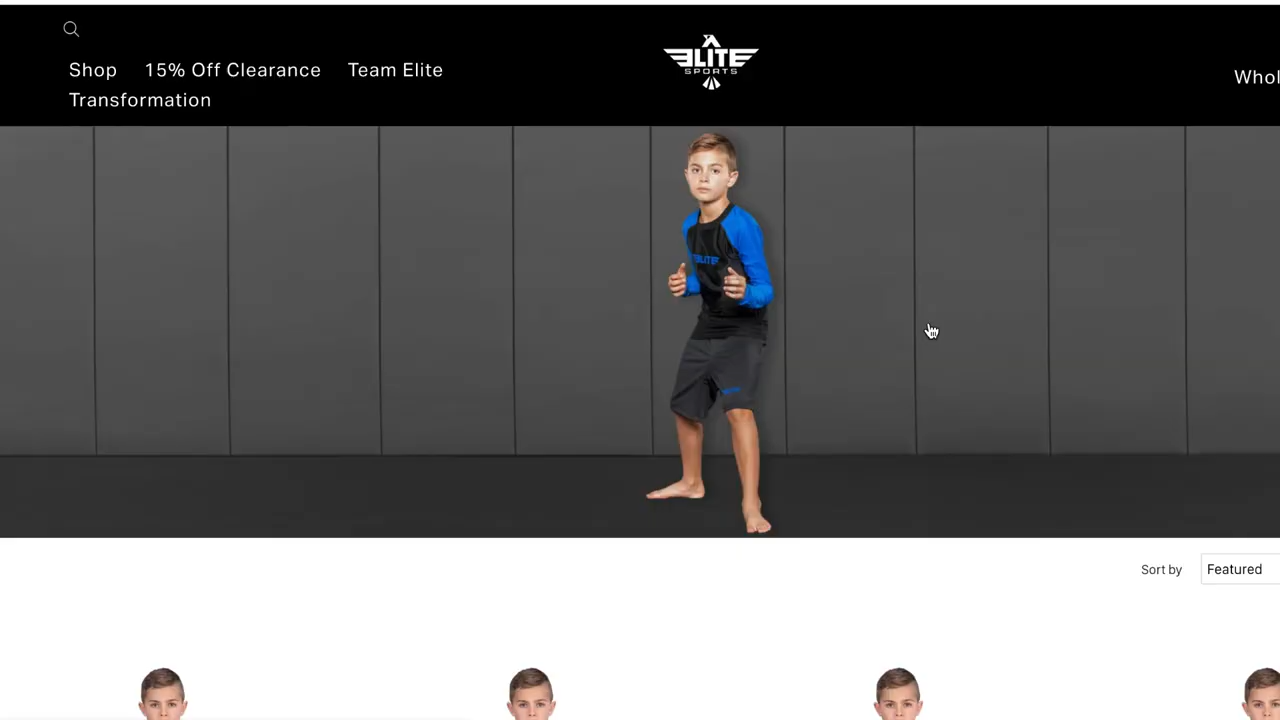 Shop 15% Off Clearance Team Elite
Transformation
ELITE
SPORTS
Whol
ELITE
Sort by Featured